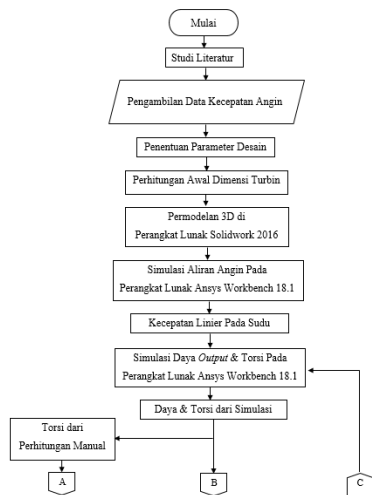 Mulai
Studi Literatur
Pengambilan Data Kecepatan Angin
Penentuan Parameter Desain
Perhitungan Awal Dimensi Turbin
Permodelan 3D di
Perangkat Lunak Solidwork 2016
Simulasi Aliran Angin Pada
Perangkat Lunak Ansys Workbench 18.1
Kecepatan Linier Pada Sudu
Simulasi Daya Output & Torsi Pada
Perangkat Lunak Ansys Workbench 18.1
Daya & Torsi dari Simulasi
Torsi dari
Perhitungan Manual
A
B
C